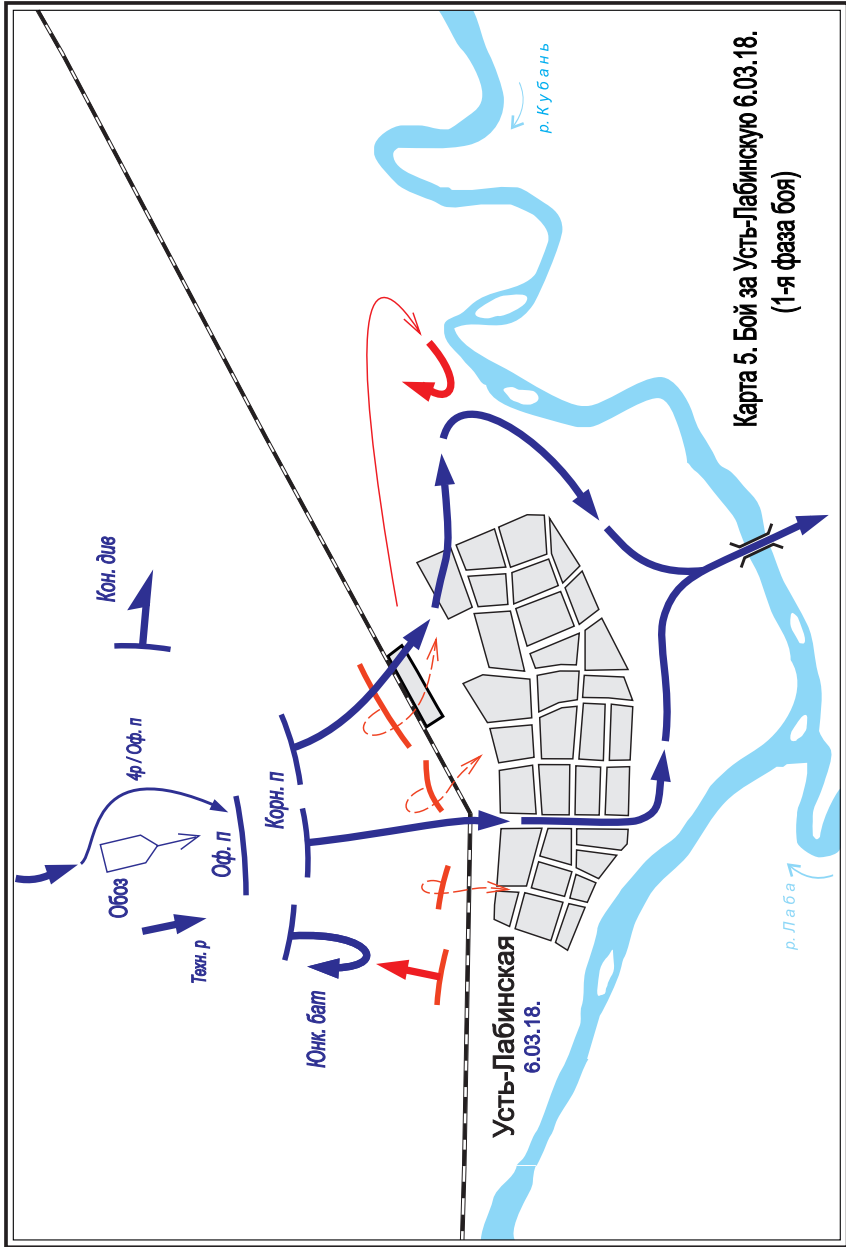 Карта 5. Бой за Усть-Лабинскую 6.03.18.
(1-я фаза боя)
р. Кубань
Кон. див
4р / Оф. п
Обоз
Оф. п
Корн. п
Техн. р
Юнк. бат
Усть-Лабинская
6.03.18.
р. Лаба